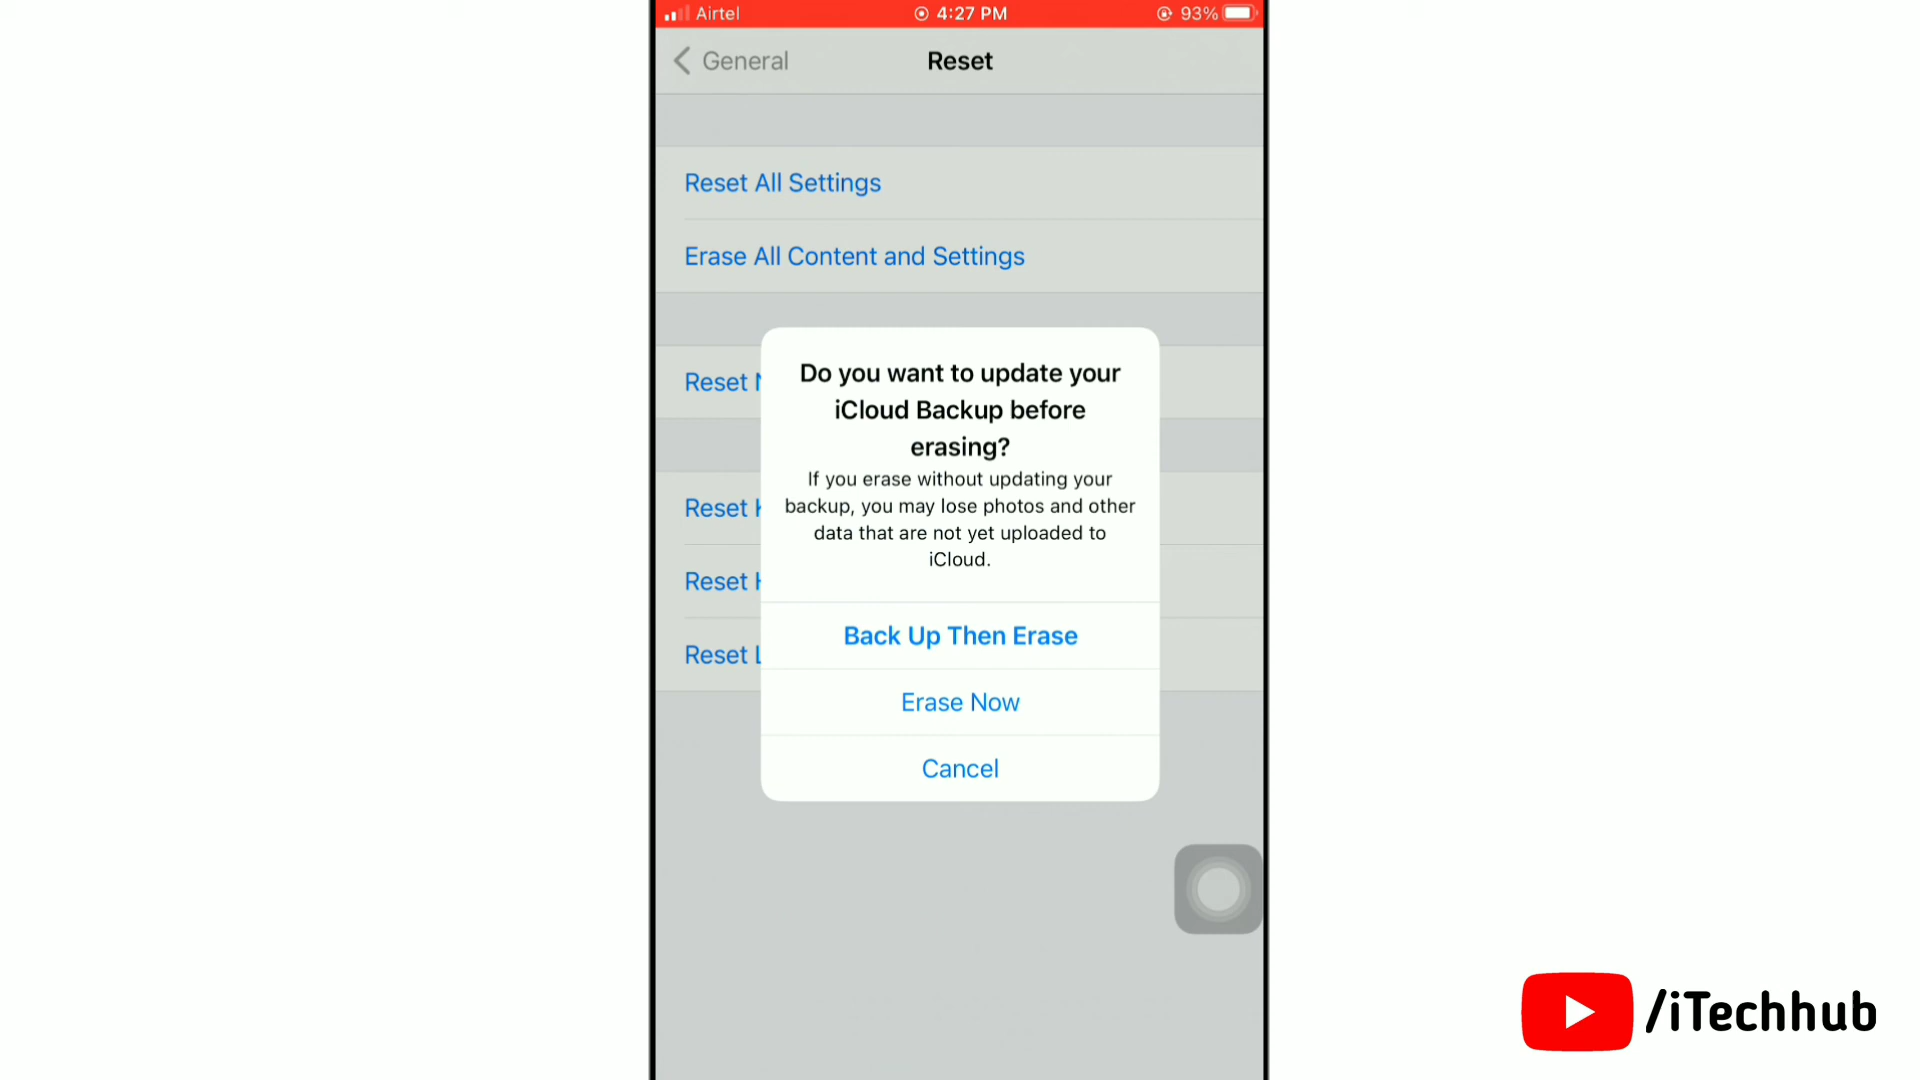 Airtel 4:27 PM 93%
General Reset
Reset All Settings
Erase All Content and Settings
Reset
Do you want to update your
iCloud Backup before
erasing?
If you erase without updating your
backup, you may lose photos and other
data that are not yet uploaded to
iCloud.
Reset
Reset
Reset
Back Up Then Erase
Erase Now
Cancel
/iTechhub